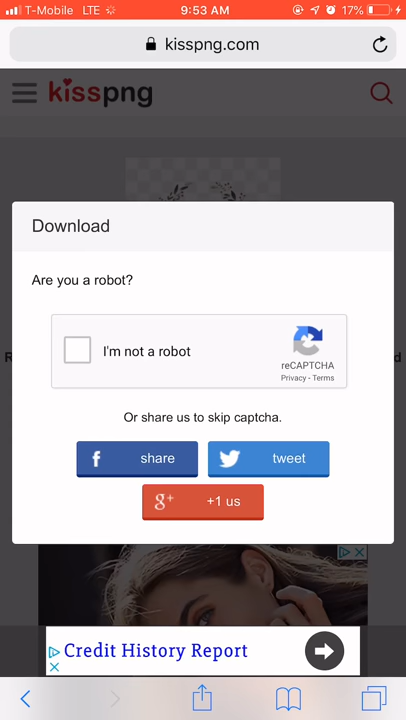 T-Mobile LTE 9:53 AM 17%
kisspng.com
kisspng
Download
Are you a robot?
I'm not a robot
reCAPTCHA
Privacy - Terms
Or share us to skip captcha.
f share tweet
g+ +1 us
Credit History Report